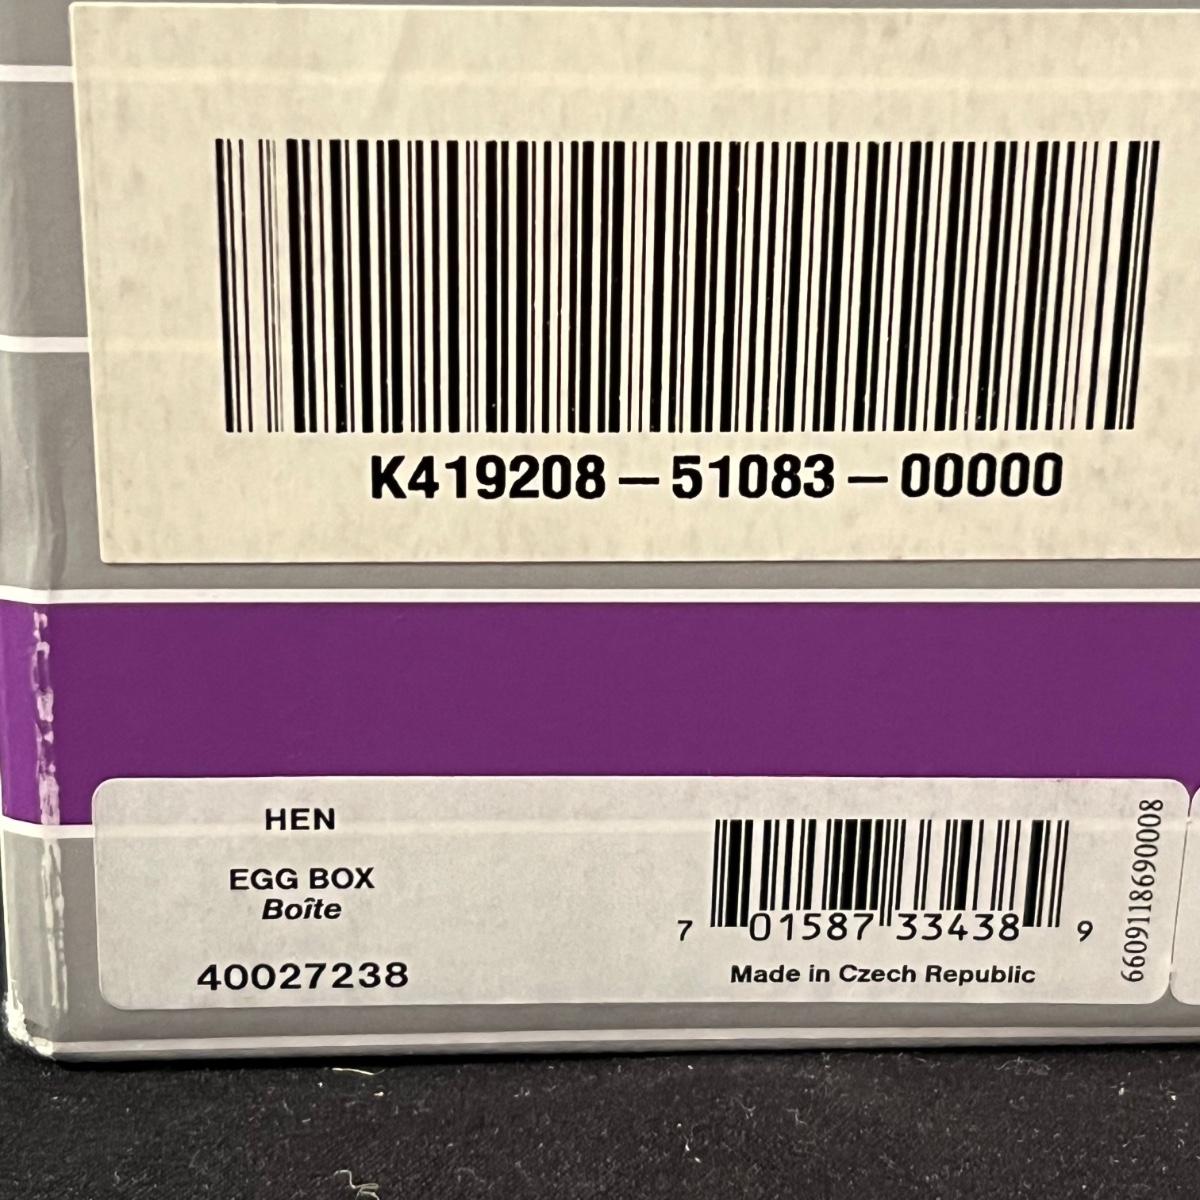 K419208-51083-00000
HEN
EGG BOX
Boîte
40027238
7 01587 33438 9
Made in Czech Republic
6609118690008